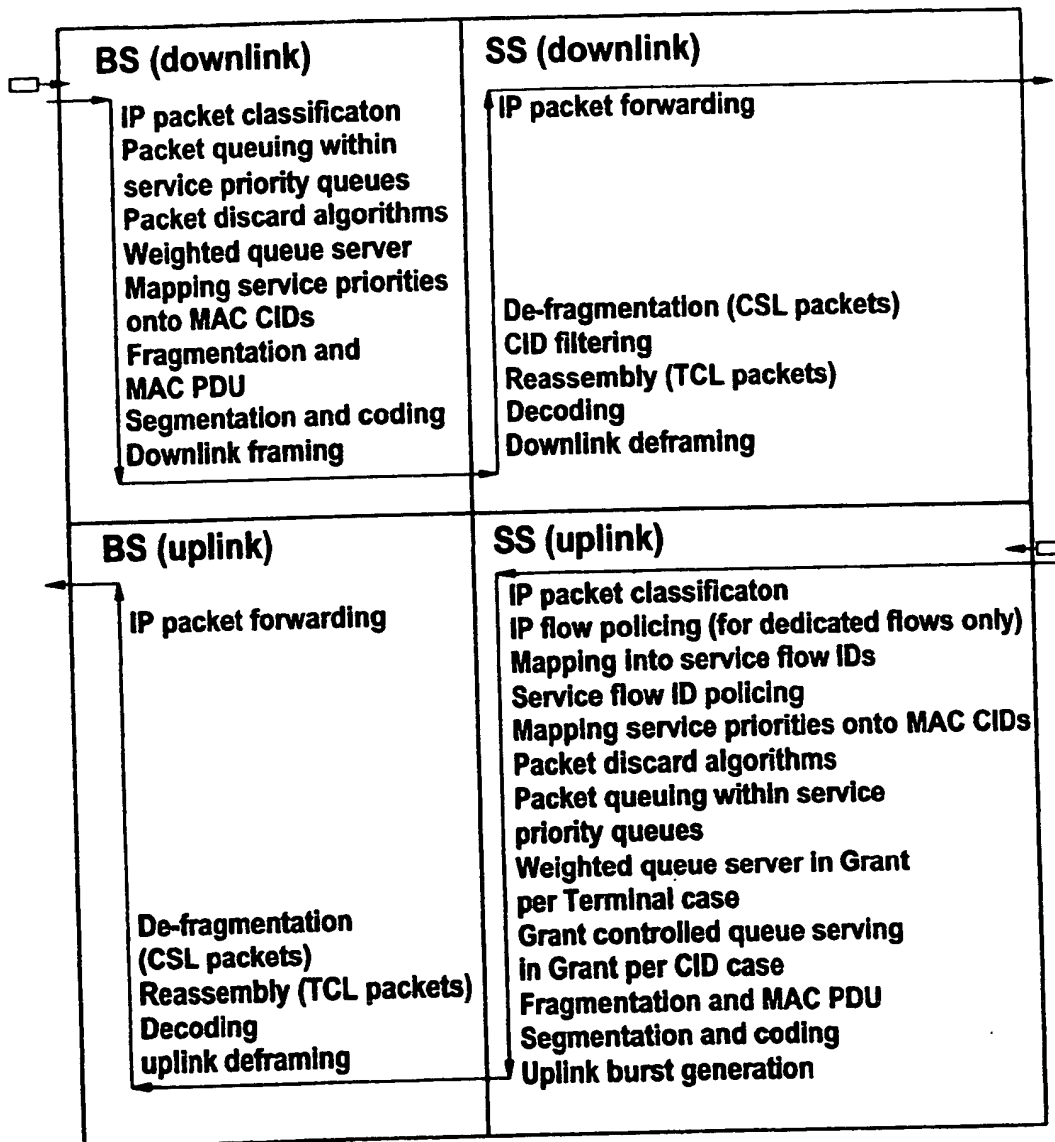 BS (downlink)
IP packet classificaton
Packet queuing within
service priority queues
Packet discard algorithms
Weighted queue server
Mapping service priorities
onto MAC CIDs
Fragmentation and
MAC PDU
Segmentation and coding
Downlink framing
SS (downlink)
IP packet forwarding
De-fragmentation (CSL packets)
CID filtering
Reassembly (TCL packets)
Decoding
Downlink deframing
BS (uplink)
IP packet forwarding
De-fragmentation
(CSL packets)
Reassembly (TCL packets)
Decoding
uplink deframing
SS (uplink)
IP packet classificaton
IP flow policing (for dedicated flows only)
Mapping into service flow IDs
Service flow ID policing
Mapping service priorities onto MAC CIDs
Packet discard algorithms
Packet queuing within service
priority queues
Weighted queue server in Grant
per Terminal case
Grant controlled queue serving
in Grant per CID case
Fragmentation and MAC PDU
Segmentation and coding
Uplink burst generation